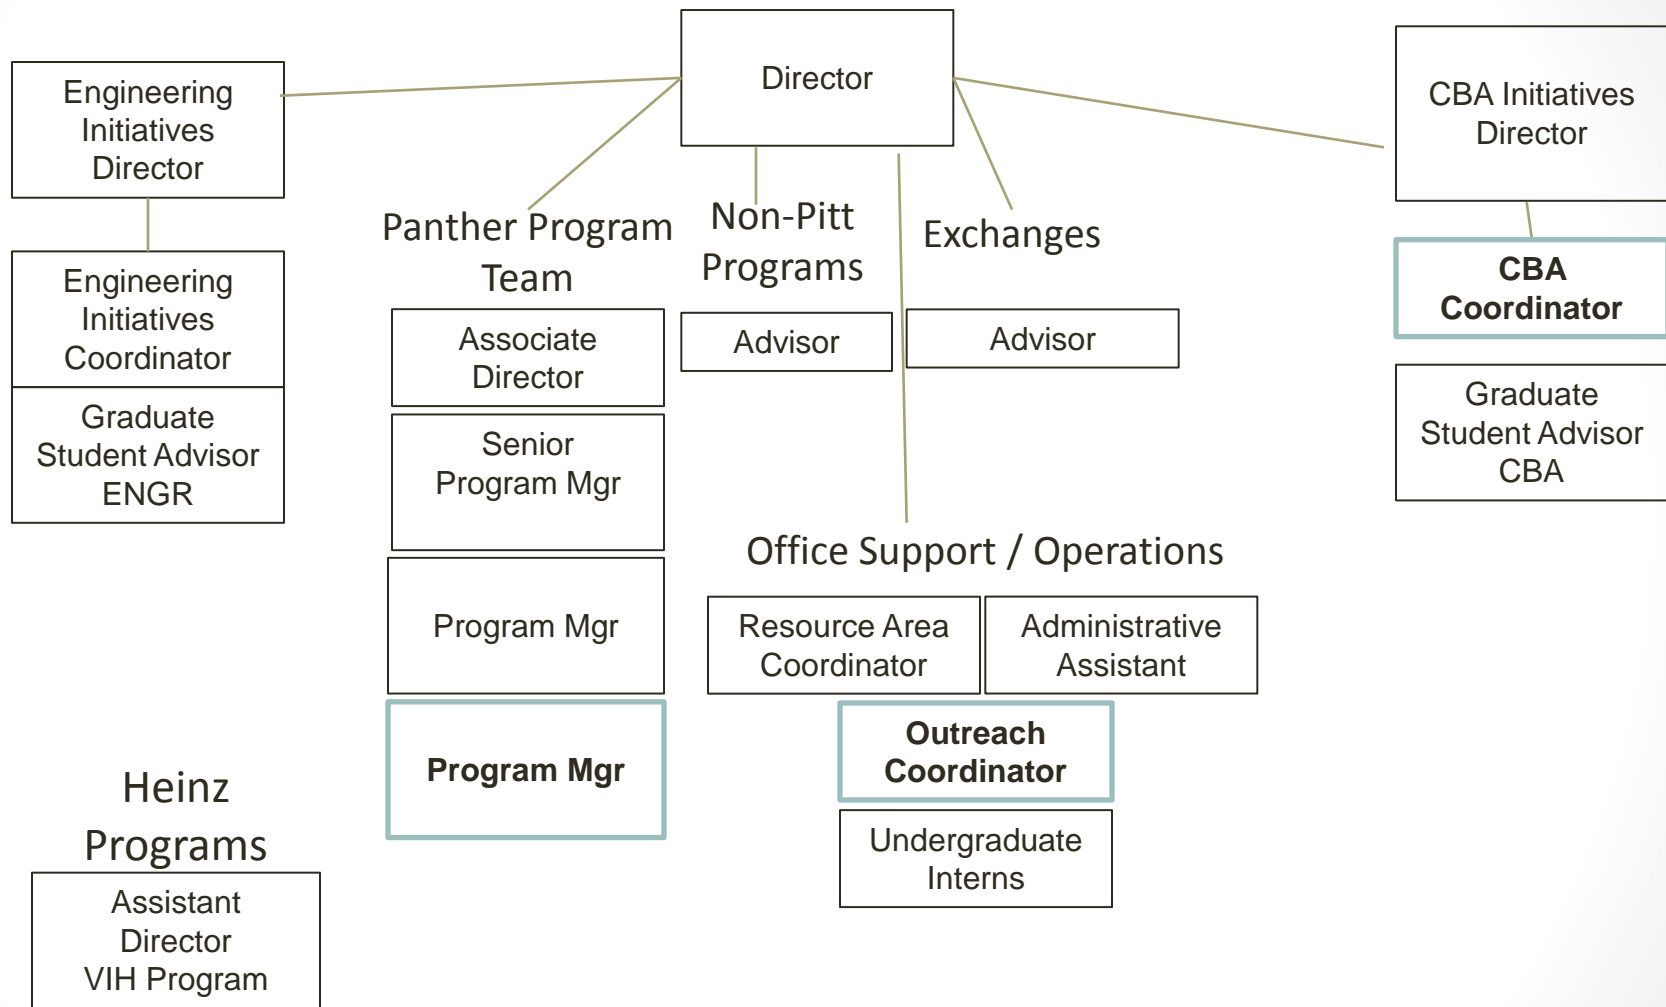 Director
Engineering
Initiatives
Director
CBA Initiatives
Director
Engineering
Initiatives
Coordinator
Graduate
Student Advisor
ENGR
Panther Program
Team
Associate
Director
Senior
Program Mgr
Program Mgr
Program Mgr
Non-Pitt
Programs
Advisor
Exchanges
Advisor
CBA
Coordinator
Graduate
Student Advisor
CBA
Office Support / Operations
Resource Area
Coordinator
Administrative
Assistant
Outreach
Coordinator
Undergraduate
Interns
Heinz
Programs
Assistant
Director
VIH Program